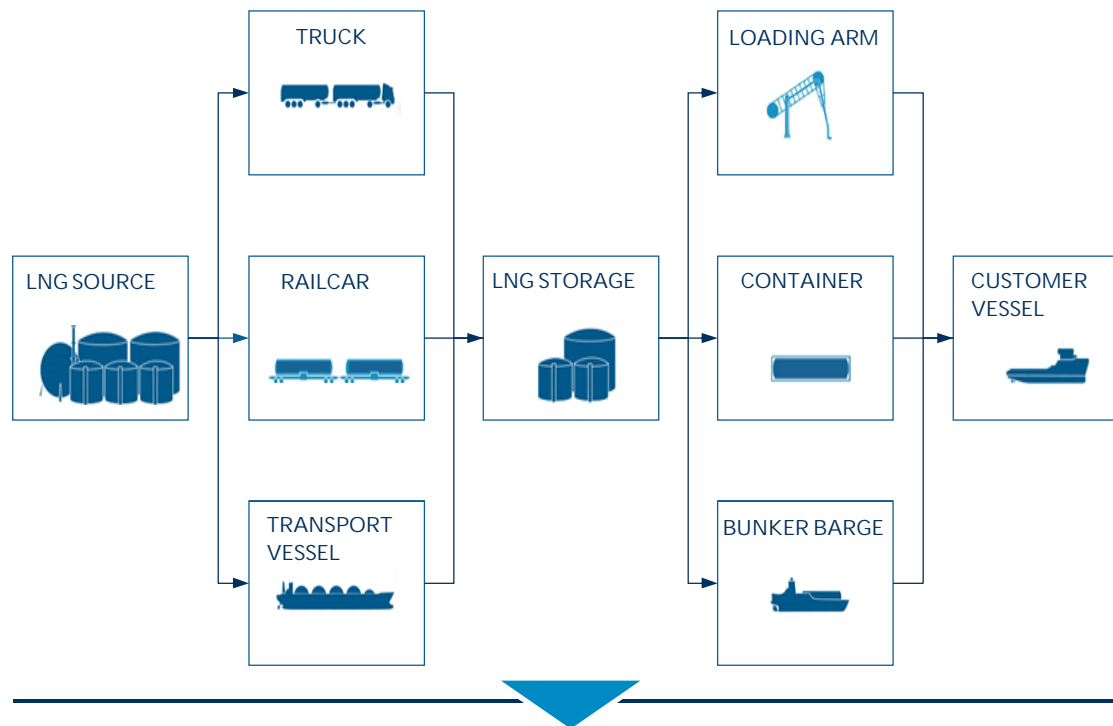 TRUCK
LOADING ARM
LNG SOURCE
RAILCAR
LNG STORAGE
CONTAINER
CUSTOMER
VESSEL
TRANSPORT
VESSEL
BUNKER BARGE